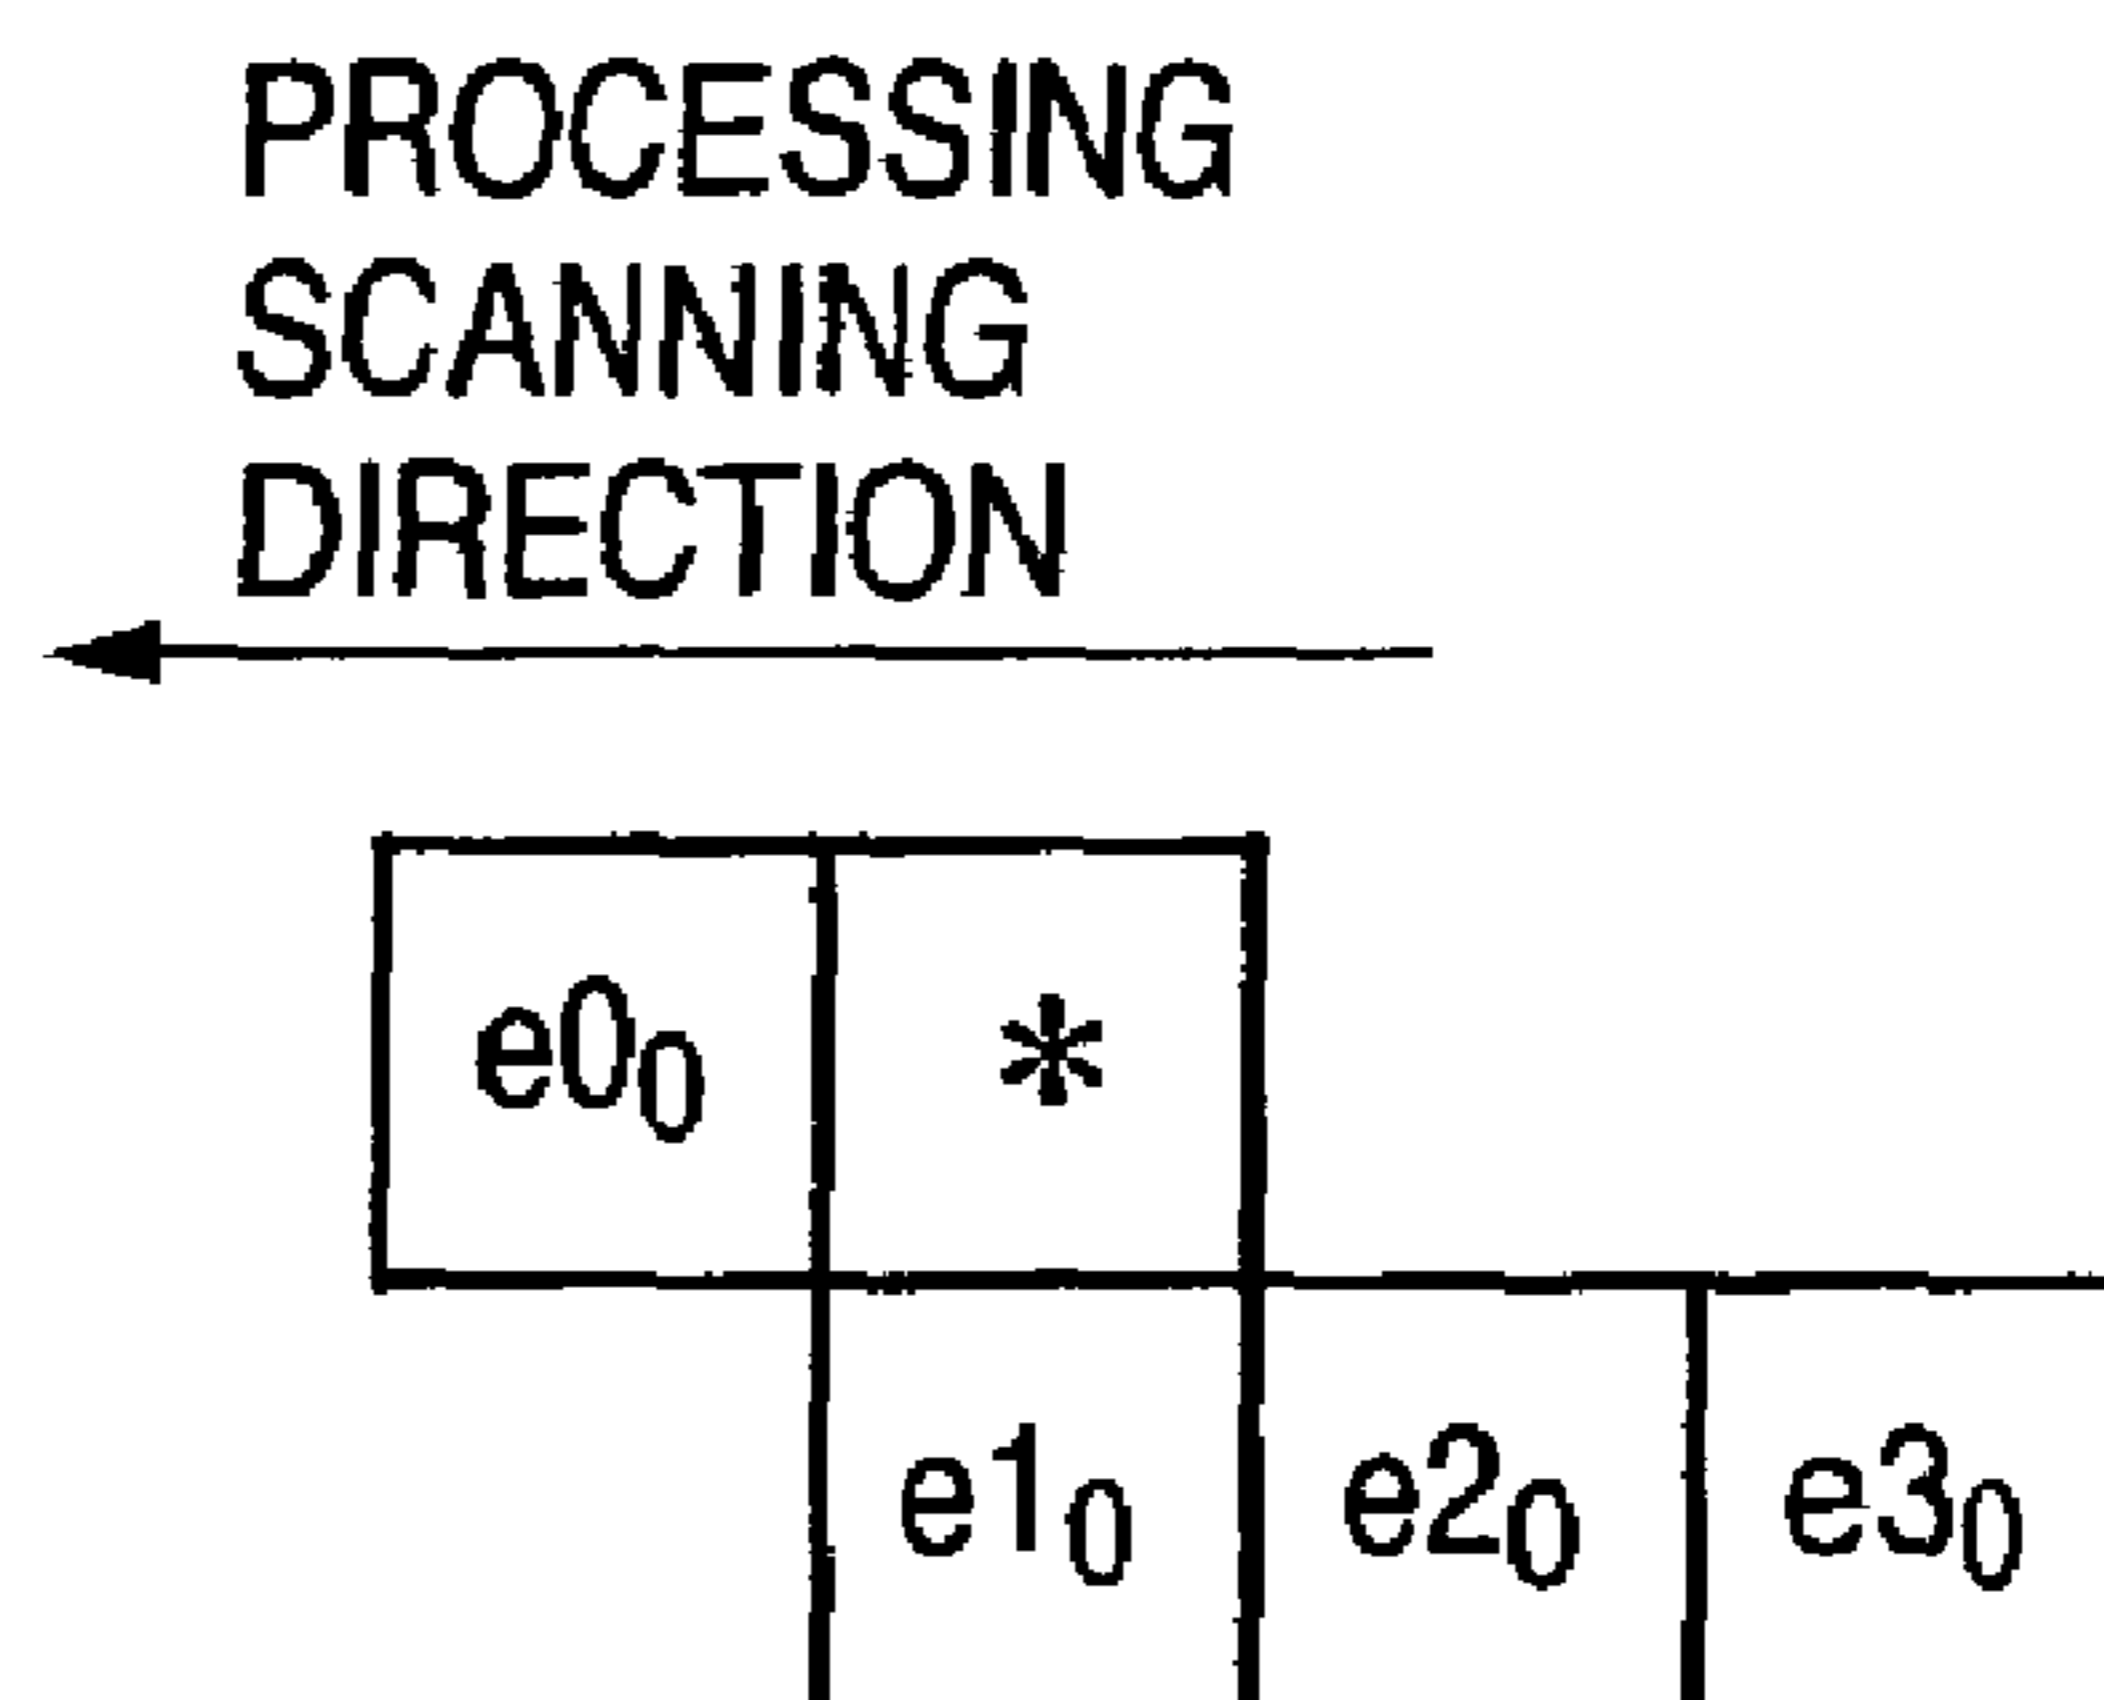 PROCESSING
SCANNING
DIRECTION
e0₀ *
e1₀ e2₀ e3₀